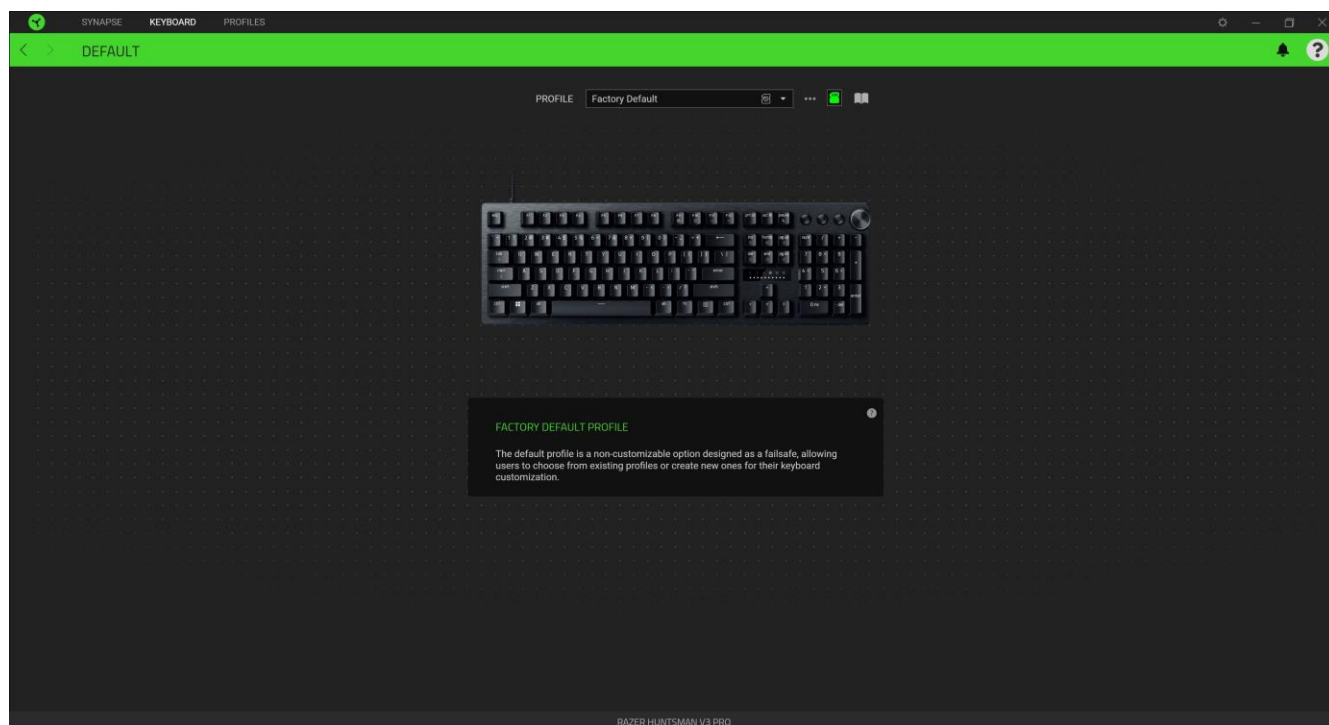 SYNAPSE KEYBOARD PROFILES
DEFAULT
PROFILE Factory Default
FACTORY DEFAULT PROFILE
The default profile is a non-customizable option designed as a failsafe, allowing
users to choose from existing profiles or create new ones for their keyboard
customization.
RAZER HUNTSMAN V3 PRO